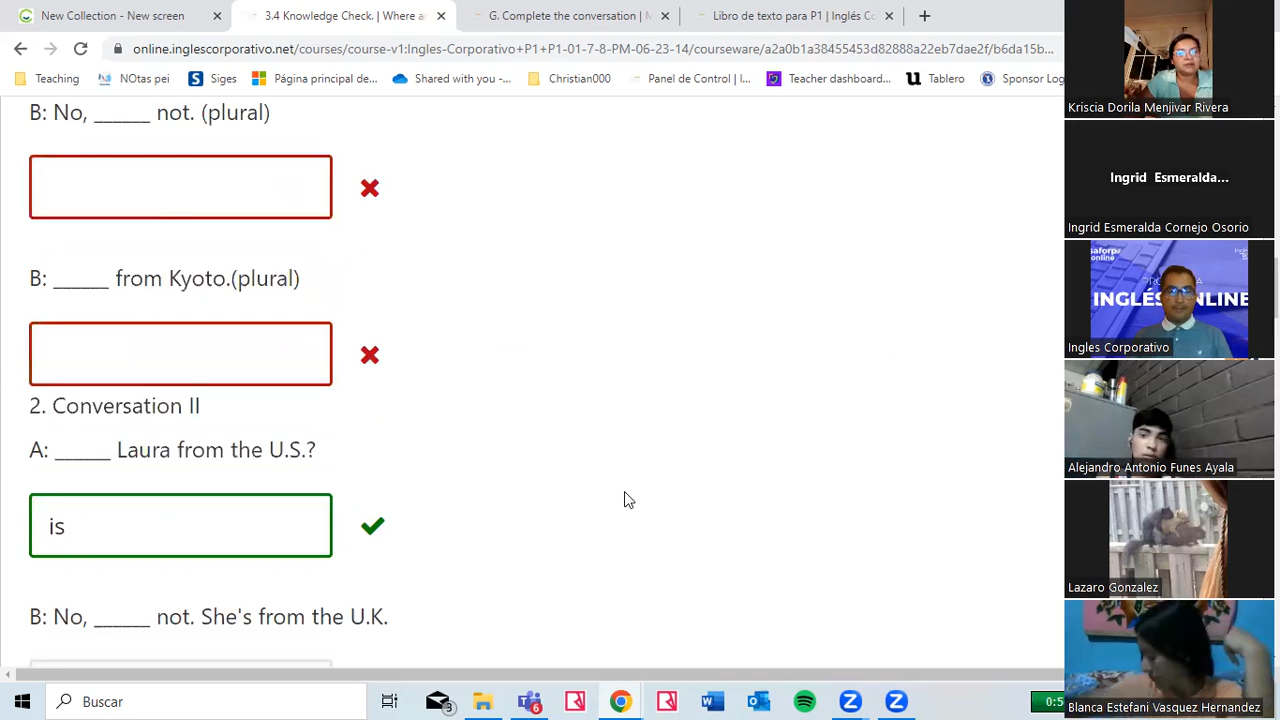 New Collection - New screen
3.4 Knowledge Check. | Where ar
G. Complete the conversation | M
Libro de texto para P1 | Inglés Co
online.inglescorporativo.net/courses/course-v1:Ingles-Corporativo+P1+P1-01-7-8-PM-06-23-14/courseware/a2a0b1a38455453d82888a22eb7dae2f/b6da15b...
Teaching
NOtas pei
Siges
Página principal de...
Shared with you -...
Christian000
Panel de Control | I...
Teacher dashboard...
Tablero
Sponsor Log
B: No, ______ not. (plural)
B: ______ from Kyoto.(plural)
2. Conversation II
A: ______ Laura from the U.S.?
is
B: No, ______ not. She's from the U.K.
Buscar
3
6
0:5
Kriscia Dorila Menjivar Rivera
Ingrid Esmeralda...
Ingrid Esmeralda Cornejo Osorio
INGLÉS ONLINE
Ingles Corporativo
Alejandro Antonio Funes Ayala
Lazaro Gonzalez
Blanca Estefani Vasquez Hernandez